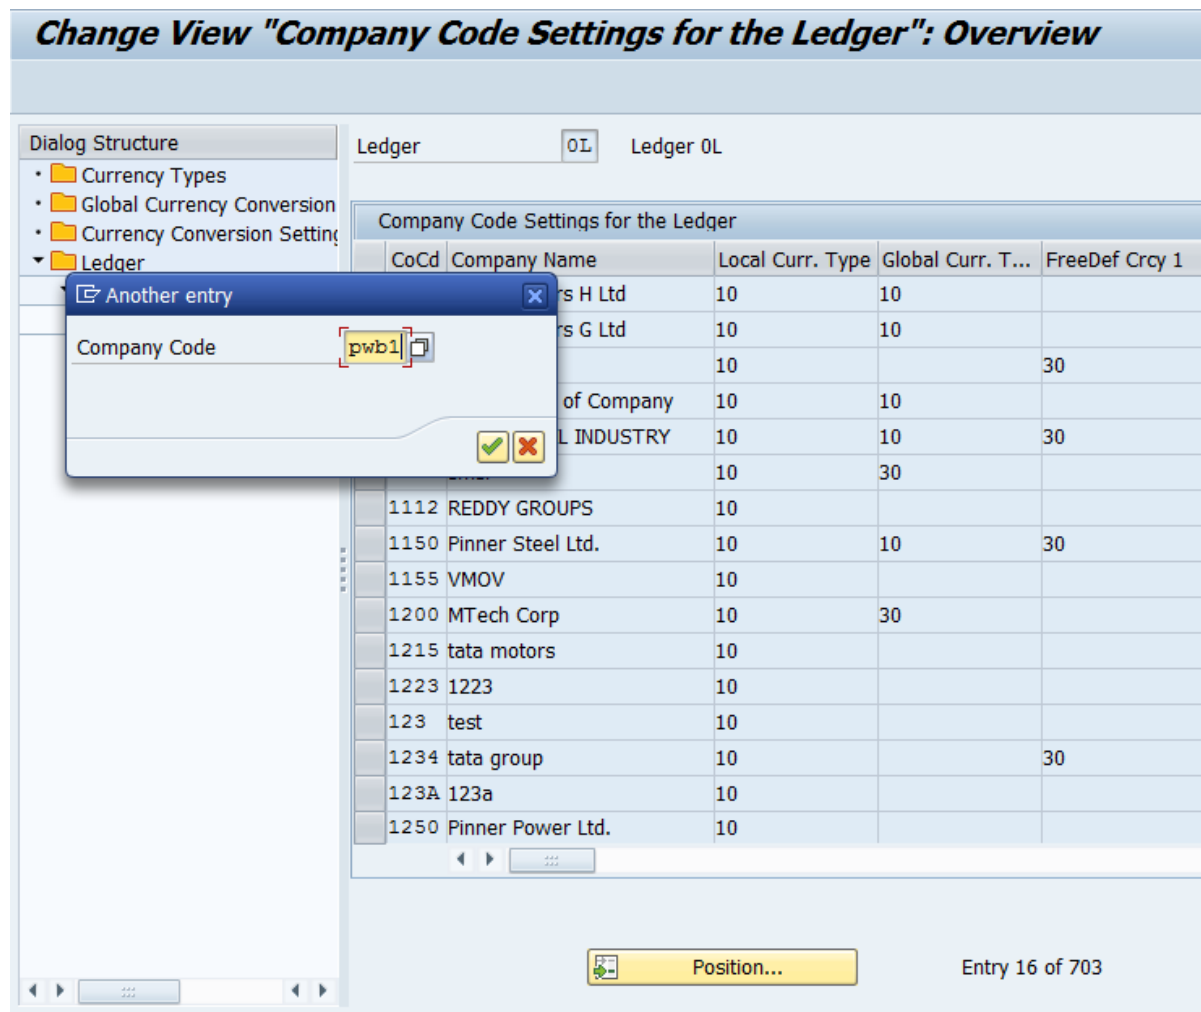 Change View "Company Code Settings for the Ledger": Overview
Dialog Structure
Currency Types
Global Currency Conversion
Currency Conversion
Ledger
Ledger 0L Ledger 0L
Company Code Settings for the Ledger
CoCd Company Name Local Curr. Type Global Curr. T... FreeDef Crcy 1
H Ltd 10 10
G Ltd 10 10
10 30
of Company 10 10
INDUSTRY 10 10 30
10 30
1112 REDDY GROUPS 10
1150 Pinner Steel Ltd. 10 10 30
1155 VMOV 10
1200 MTech Corp 10 30
1215 tata motors 10
1223 1223 10
123 test 10
1234 tata group 10 30
123A 123a 10
1250 Pinner Power Ltd. 10
Another entry
Company Code pwb1
Position... Entry 16 of 703